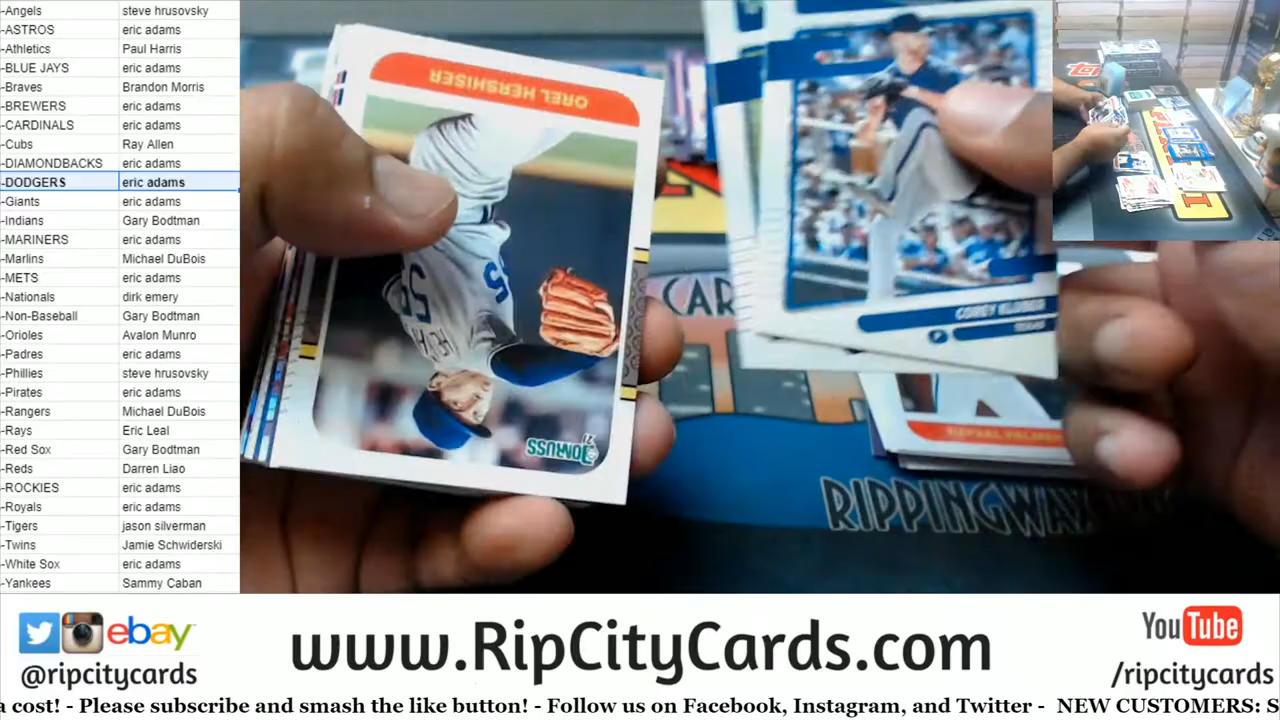 -Angels steve hrusovsky
-ASTROS eric adams
-Athletics Paul Harris
-BLUE JAYS eric adams
-Braves Brandon Morris
-BREWERS eric adams
-CARDINALS eric adams
-Cubs Ray Allen
-DIAMONDBACKS eric adams
-DODGERS eric adams
-Giants eric adams
-Indians Gary Bodtman
-MARINERS eric adams
-Marlins Michael DuBois
-METS eric adams
-Nationals dirk emery
-Non-Baseball Gary Bodtman
-Orioles Avalon Munro
-Padres eric adams
-Phillies steve hrusovsky
-Pirates eric adams
-Rangers Michael DuBois
-Rays Eric Leal
-Red Sox Gary Bodtman
-Reds Darren Liao
-ROCKIES eric adams
-Royals eric adams
-Tigers jason silverman
-Twins Jamie Schwiderski
-White Sox eric adams
-Yankees Sammy Caban
OREL HERSHISER
55
DONRUSS
COREY KLUBER
P
CAR
RIPPINGWAX
Topps
ebay
@ripcitycards
www.RipCityCards.com
YouTube
/ripcitycards
a cost! - Please subscribe and smash the like button! - Follow us on Facebook, Instagram, and Twitter - NEW CUSTOMERS: S